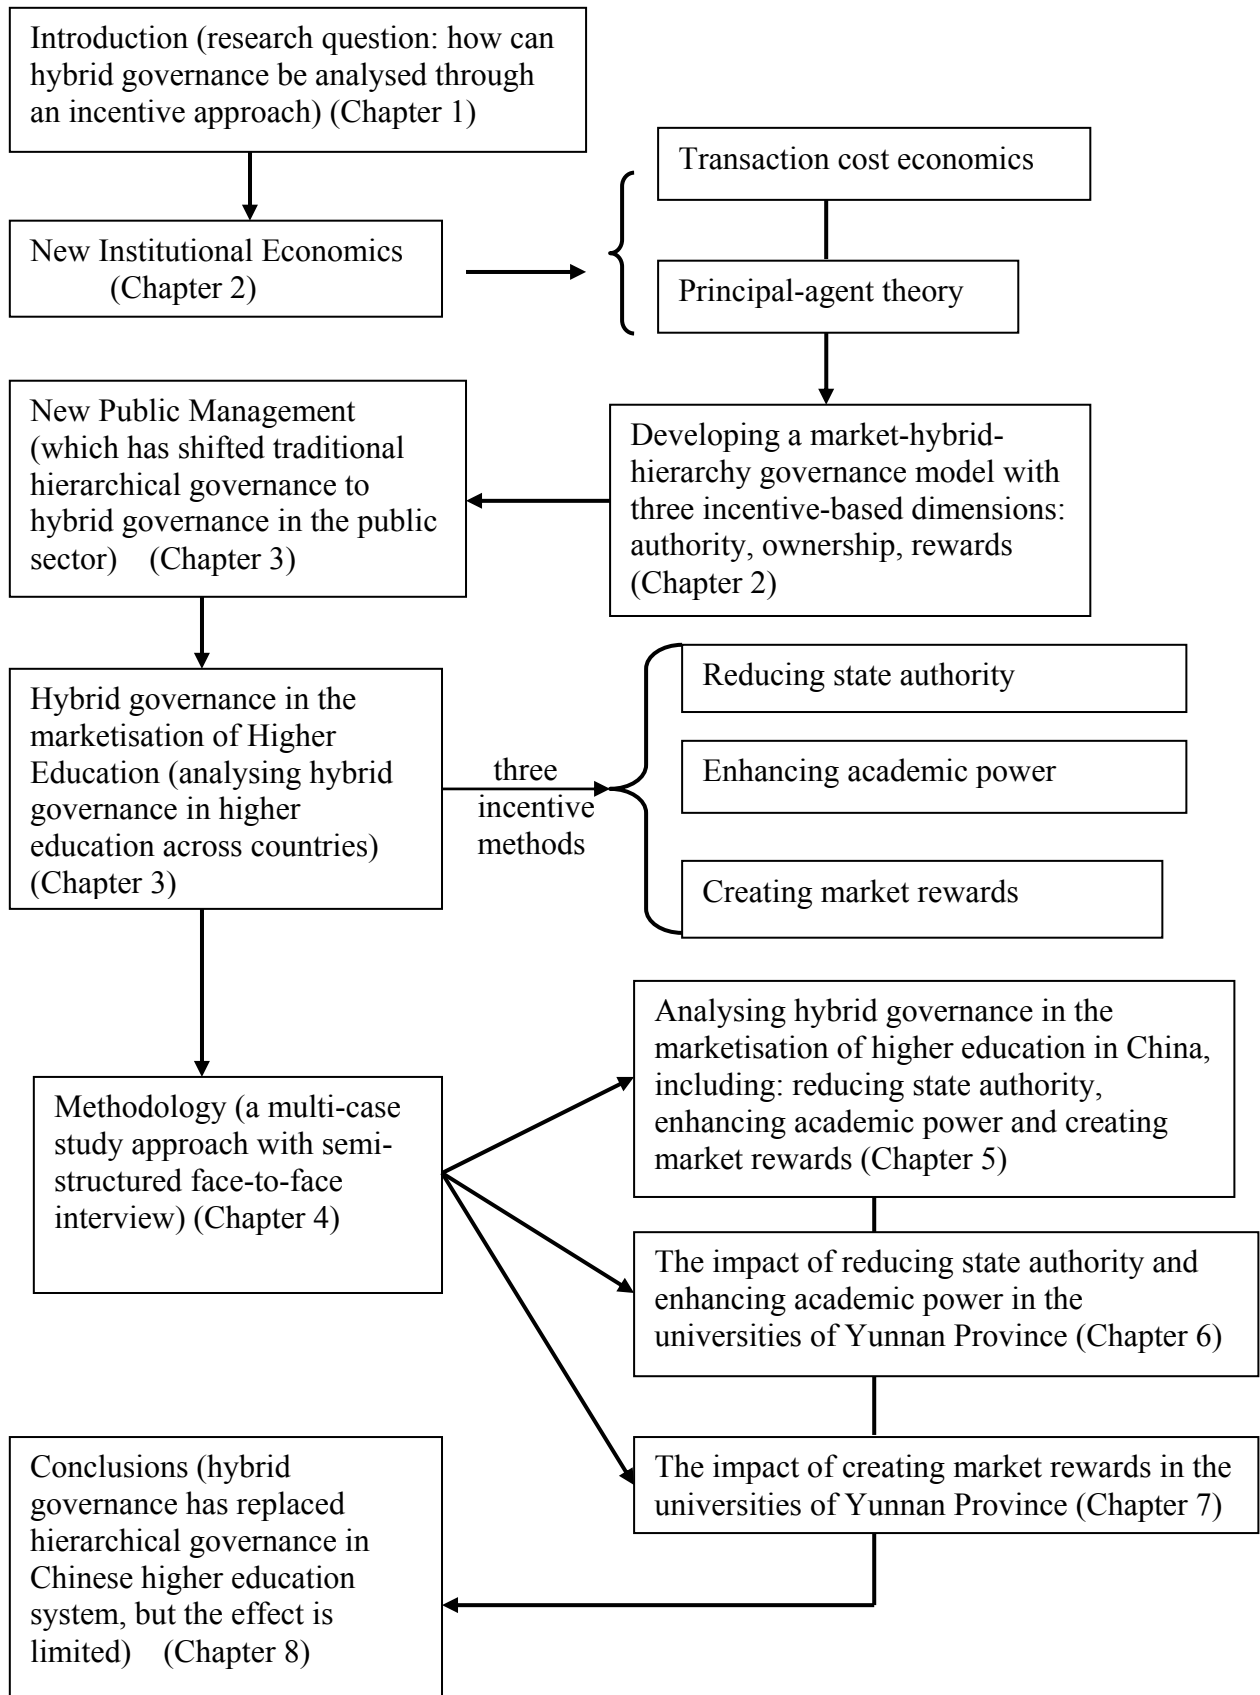 Introduction (research question: how can
hybrid governance be analysed through
an incentive approach) (Chapter 1)
New Institutional Economics
(Chapter 2)
Transaction cost economics
Principal-agent theory
Developing a market-hybrid-
hierarchy governance model with
three incentive-based dimensions:
authority, ownership, rewards
(Chapter 2)
New Public Management
(which has shifted traditional
hierarchical governance to
hybrid governance in the public
sector) (Chapter 3)
Hybrid governance in the
marketisation of Higher
Education (analysing hybrid
governance in higher
education across countries)
(Chapter 3)
three
incentive
methods
Reducing state authority
Enhancing academic power
Creating market rewards
Methodology (a multi-case
study approach with semi-
structured face-to-face
interview) (Chapter 4)
Analysing hybrid governance in the
marketisation of higher education in China,
including: reducing state authority,
enhancing academic power and creating
market rewards (Chapter 5)
The impact of reducing state authority and
enhancing academic power in the
universities of Yunnan Province (Chapter 6)
The impact of creating market rewards in the
universities of Yunnan Province (Chapter 7)
Conclusions (hybrid
governance has replaced
hierarchical governance in
Chinese higher education
system, but the effect is
limited) (Chapter 8)